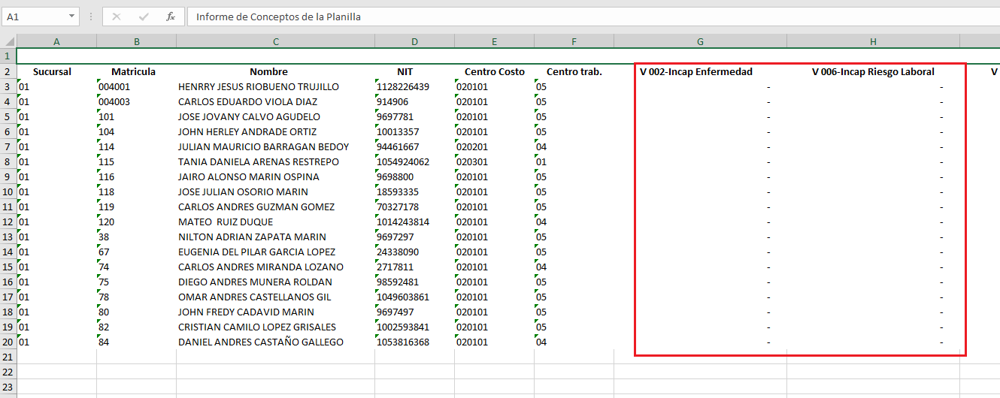 A1 fx Informe de Conceptos de la Planilla
A B C D E F G H
1
2 Sucursal Matricula Nombre NIT Centro Costo Centro trab. V 002-Incap Enfermedad V 006-Incap Riesgo Laboral V
3 01 004001 HENRRY JESUS RIOBUENO TRUJILLO 1128226439 020101 05 - -
4 01 004003 CARLOS EDUARDO VIOLA DIAZ 914906 020101 05 - -
5 01 101 JOSE JOVANY CALVO AGUDELO 9697781 020101 05 - -
6 01 104 JOHN HERLEY ANDRADE ORTIZ 10013357 020101 05 - -
7 01 114 JULIAN MAURICIO BARRAGAN BEDOY 94461667 020201 04 - -
8 01 115 TANIA DANIELA ARENAS RESTREPO 1054924062 020301 01 - -
9 01 116 JAIRO ALONSO MARIN OSPINA 9698800 020101 05 - -
10 01 118 JOSE JULIAN OSORIO MARIN 18593335 020101 05 - -
11 01 119 CARLOS ANDRES GUZMAN GOMEZ 70327178 020101 05 - -
12 01 120 MATEO  RUIZ DUQUE 1014243814 020101 04 - -
13 01 38 NILTON ADRIAN ZAPATA MARIN 9697297 020101 05 - -
14 01 67 EUGENIA DEL PILAR GARCIA LOPEZ 24338090 020101 05 - -
15 01 74 CARLOS ANDRES MIRANDA LOZANO 2717811 020101 04 - -
16 01 75 DIEGO ANDRES MUNERA ROLDAN 98592481 020101 05 - -
17 01 78 OMAR ANDRES CASTELLANOS GIL 1049603861 020101 05 - -
18 01 80 JOHN FREDY CADAVID MARIN 9697497 020101 05 - -
19 01 82 CRISTIAN CAMILO LOPEZ GRISALES 1002593841 020101 05 - -
20 01 84 DANIEL ANDRES CASTAÑO GALLEGO 1053816368 020101 04 - -
21
22
23